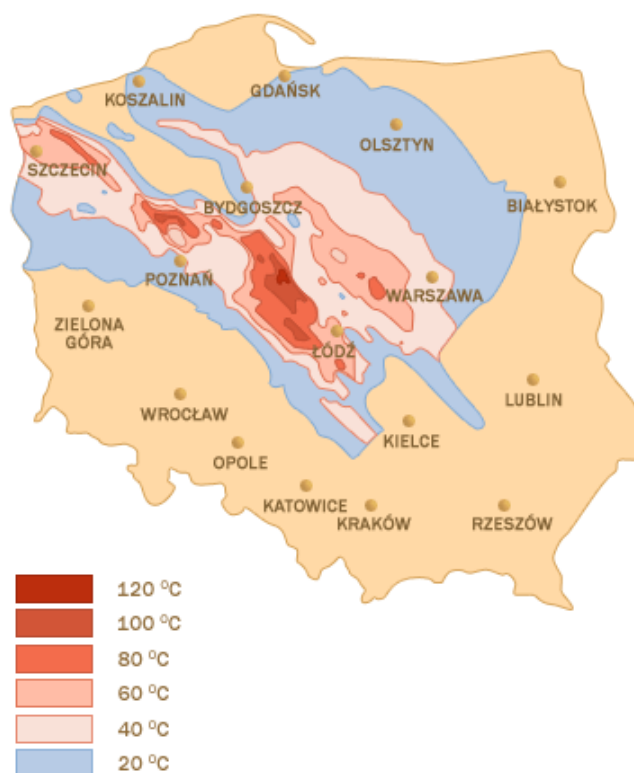 KOSZALIN
GDAŃSK
OLSZTYN
SZCZECIN
BYDGOSZCZ
BIAŁYSTOK
POZNAŃ
WARSZAWA
ZIELONA
GÓRA
ŁÓDŹ
WROCŁAW
LUBLIN
KIELCE
OPOLE
KATOWICE
KRAKÓW
RZESZÓW
120 °C
100 °C
80 °C
60 °C
40 °C
20 °C